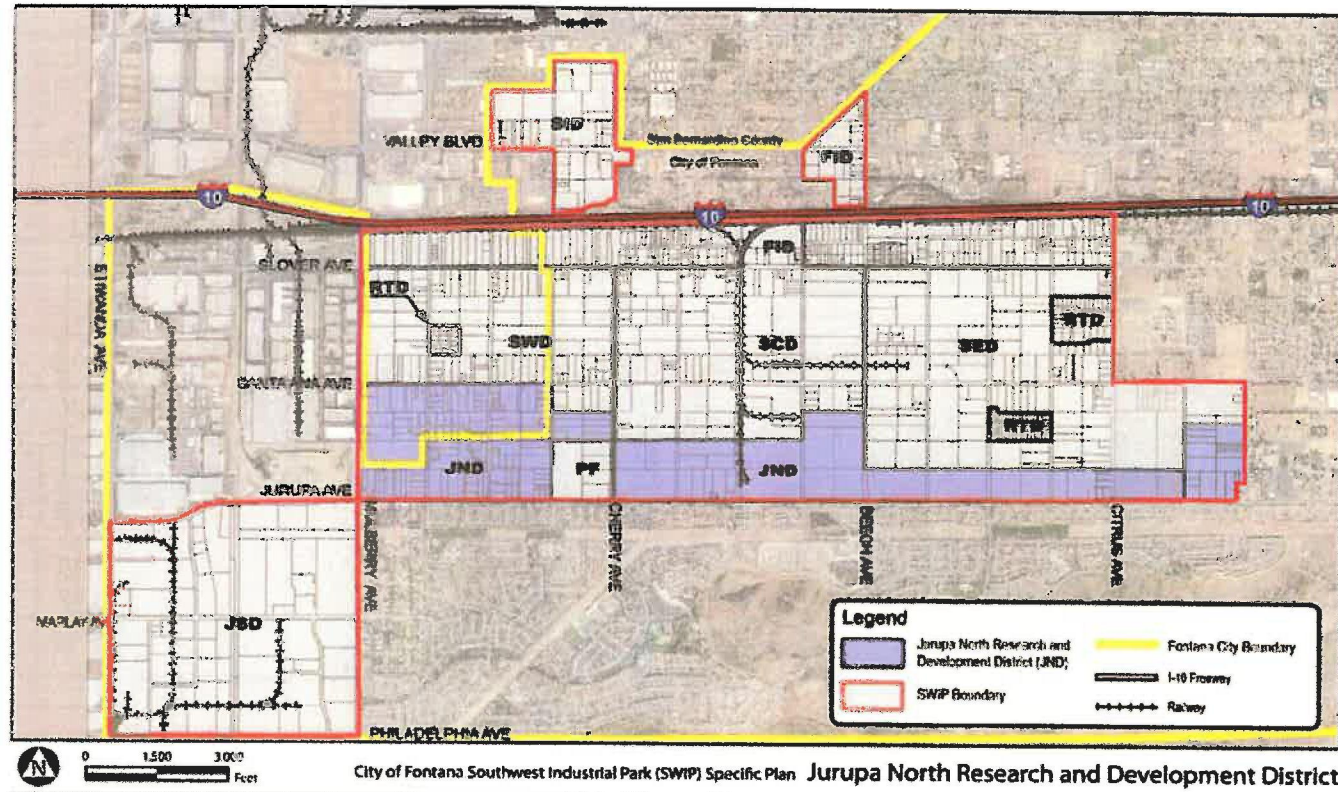 VALLEY BLVD
SID
San Bernardino County
City of Fontana
FID
10
10
10
SLOVER AVE
FID
RTD
ETIWANDA AVE
SWD
SCD
SED
RTD
SANTA ANA AVE
RTD
JND
PF
JND
JURUPA AVE
MULBERRY AVE
CHERRY AVE
BEECH AVE
CITRUS AVE
JSD
PHILADELPHIA AVE
Legend
Jurupa North Research and
Development District (JND)
SWIP Boundary
Fontana City Boundary
I-10 Freeway
Railway
N
0 1,500 3,000
Feet
City of Fontana Southwest Industrial Park (SWIP) Specific Plan Jurupa North Research and Development District